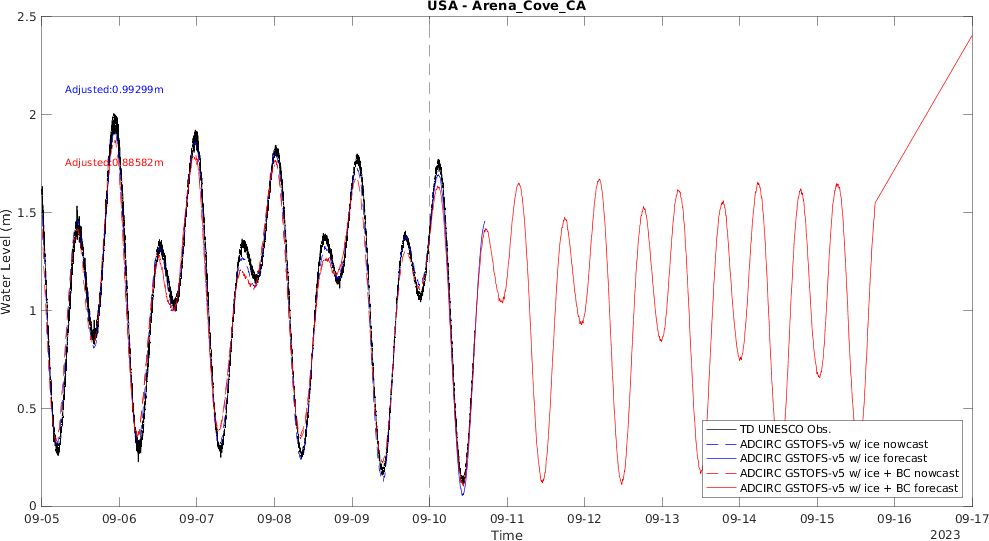 USA - Arena_Cove_CA
2.5
2
1.5
1
0.5
0
Water Level (m)
Adjusted:0.99299m
Adjusted:0.88582m
TD UNESCO Obs.
ADCIRC GSTOFS-v5 w/ ice nowcast
ADCIRC GSTOFS-v5 w/ ice forecast
ADCIRC GSTOFS-v5 w/ ice + BC nowcast
ADCIRC GSTOFS-v5 w/ ice + BC forecast
09-05 09-06 09-07 09-08 09-09 09-10 09-11 09-12 09-13 09-14 09-15 09-16 09-17
Time
2023